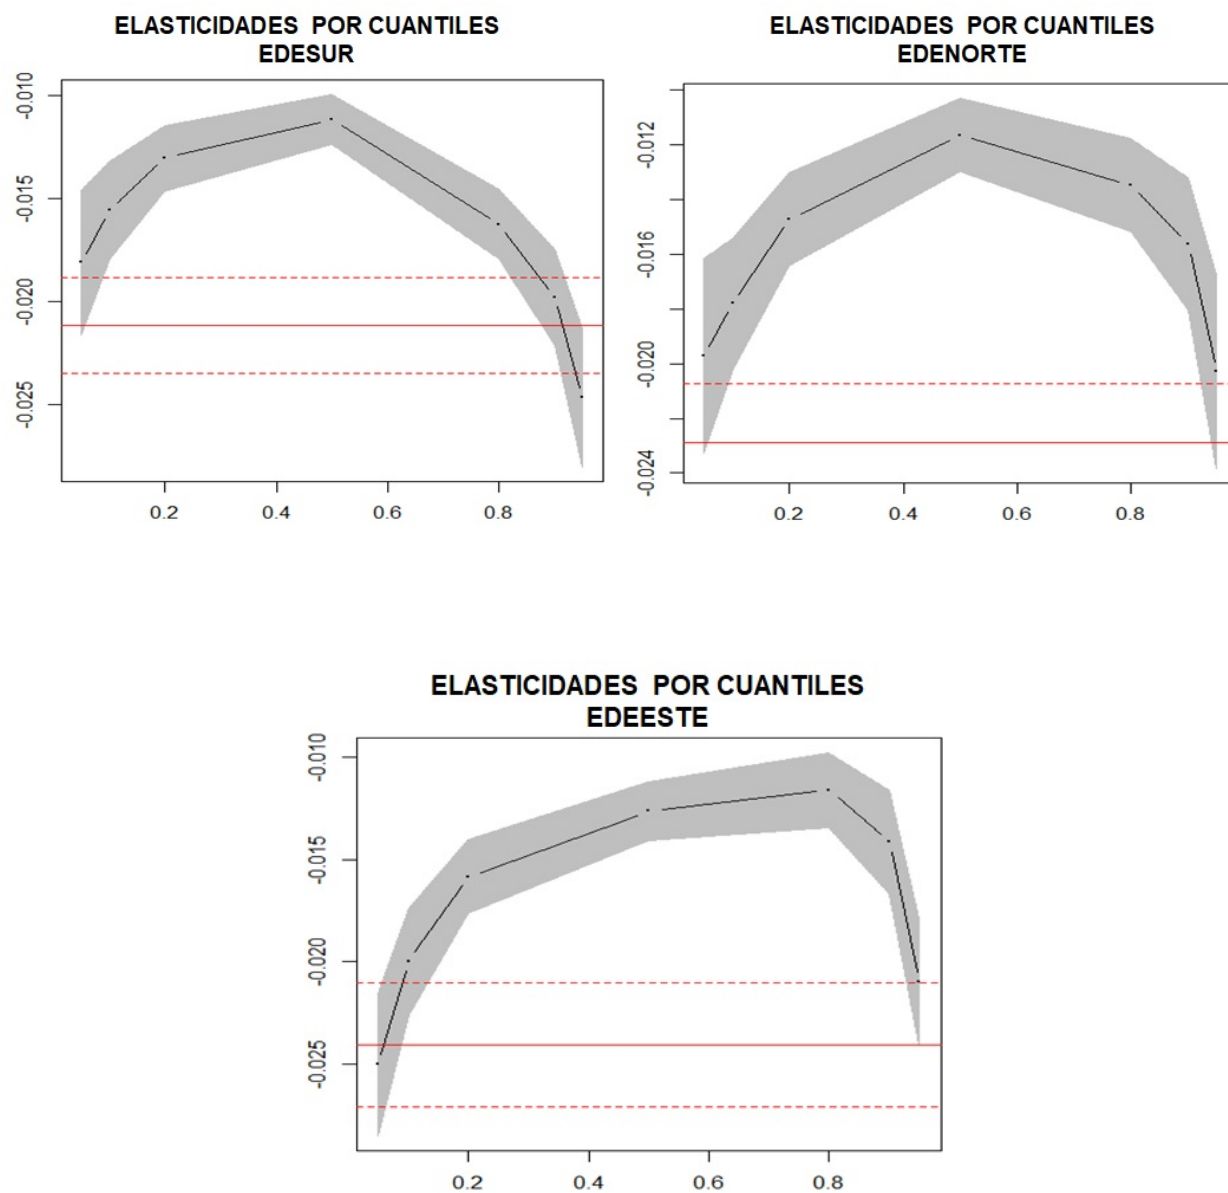 ELASTICIDADES POR CUANTILES
EDESUR
-0.010
-0.015
-0.020
-0.025
0.2 0.4 0.6 0.8
ELASTICIDADES POR CUANTILES
EDENORTE
-0.012
-0.016
-0.020
-0.024
0.2 0.4 0.6 0.8
ELASTICIDADES POR CUANTILES
EDEESTE
-0.010
-0.015
-0.020
-0.025
0.2 0.4 0.6 0.8